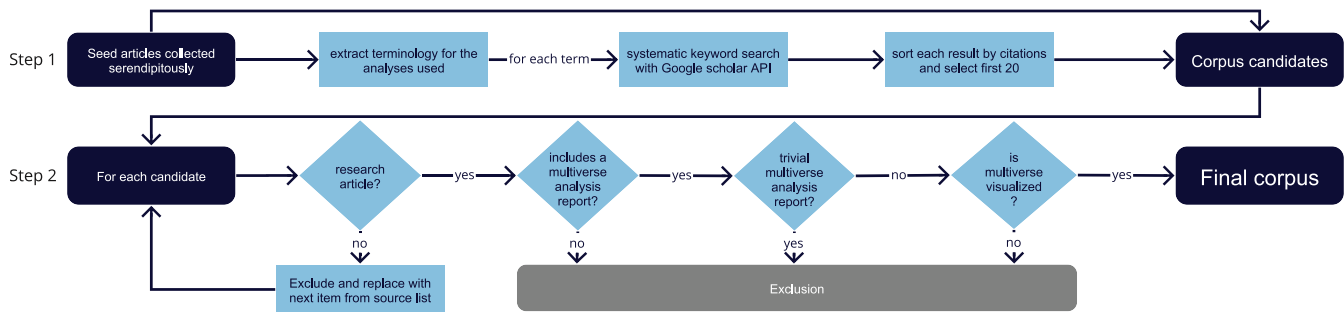 Step 1
Seed articles collected
serendipitously
extract terminology for the
analyses used
for each term
systematic keyword search
with Google scholar API
sort each result by citations
and select first 20
Corpus candidates
Step 2
For each candidate
research
article?
yes
includes a
multiverse
analysis
report?
yes
trivial
multiverse
analysis
report?
no
is
multiverse
visualized
?
yes
Final corpus
no
no
yes
no
Exclude and replace with
next item from source list
Exclusion